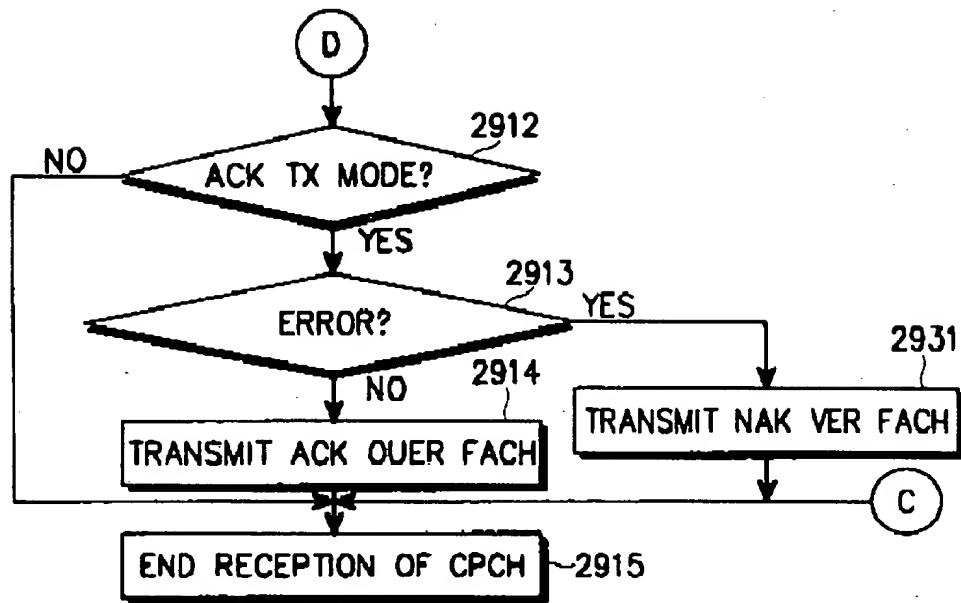 D
2912
NO
ACK TX MODE?
YES
2913
ERROR?
YES
2931
NO
2914
TRANSMIT ACK OUER FACH
TRANSMIT NAK VER FACH
C
END RECEPTION OF CPCH
2915